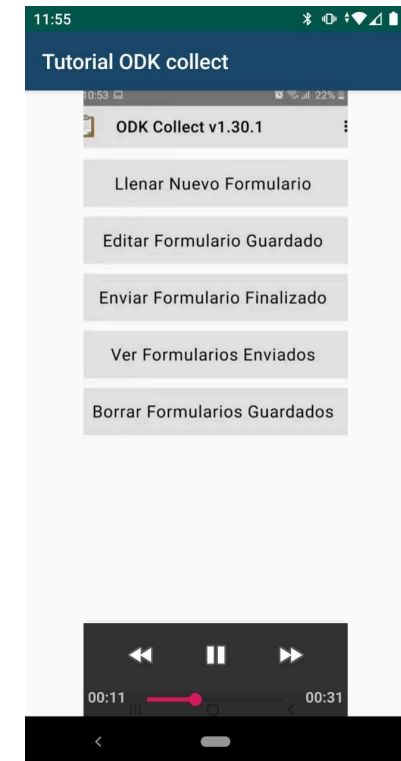 11:55
Tutorial ODK collect
10:53 22%
ODK Collect v1.30.1
Llenar Nuevo Formulario
Editar Formulario Guardado
Enviar Formulario Finalizado
Ver Formularios Enviados
Borrar Formularios Guardados
00:11 00:31